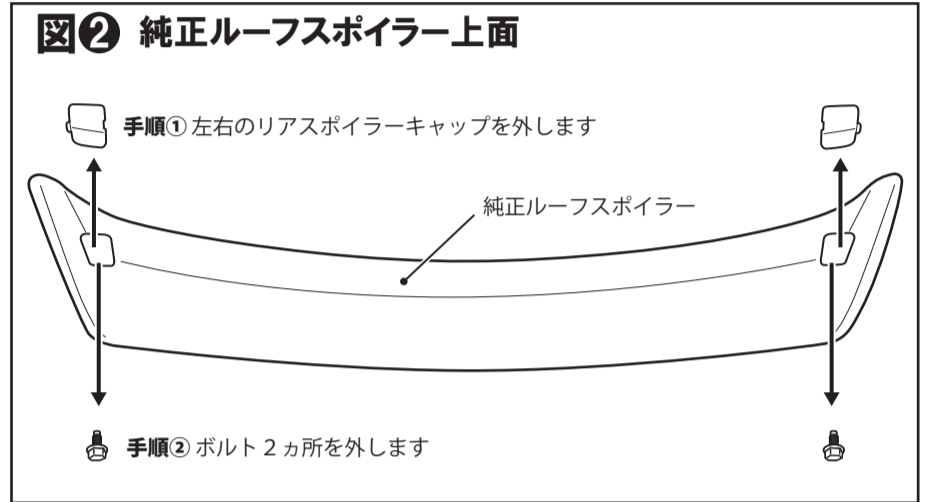 図❷ 純正ルーフスポイラー上面
手順① 左右のリアスポイラーキャップを外します
純正ルーフスポイラー
手順② ボルト２ヵ所を外します